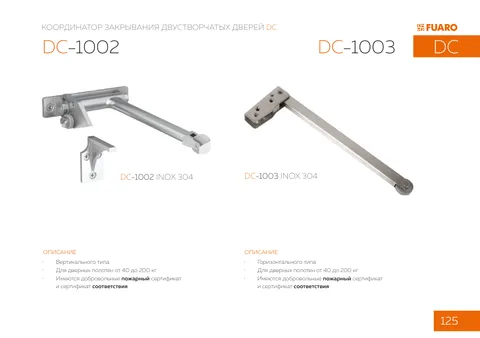 КООРДИНАТОР ЗАКРЫВАНИЯ ДВУСТВОРЧАТЫХ ДВЕРЕЙ DC
FUARO
DC-1002
DC-1003
DC
DC-1002 INOX 304
DC-1003 INOX 304
ОПИСАНИЕ
· Вертикального типа
· Для дверных полотен от 40 до 200 кг
· Имеются добровольные пожарный сертификат
и сертификат соответствия
ОПИСАНИЕ
· Горизонтального типа
· Для дверных полотен от 40 до 200 кг
· Имеются добровольные пожарный сертификат
и сертификат соответствия
125